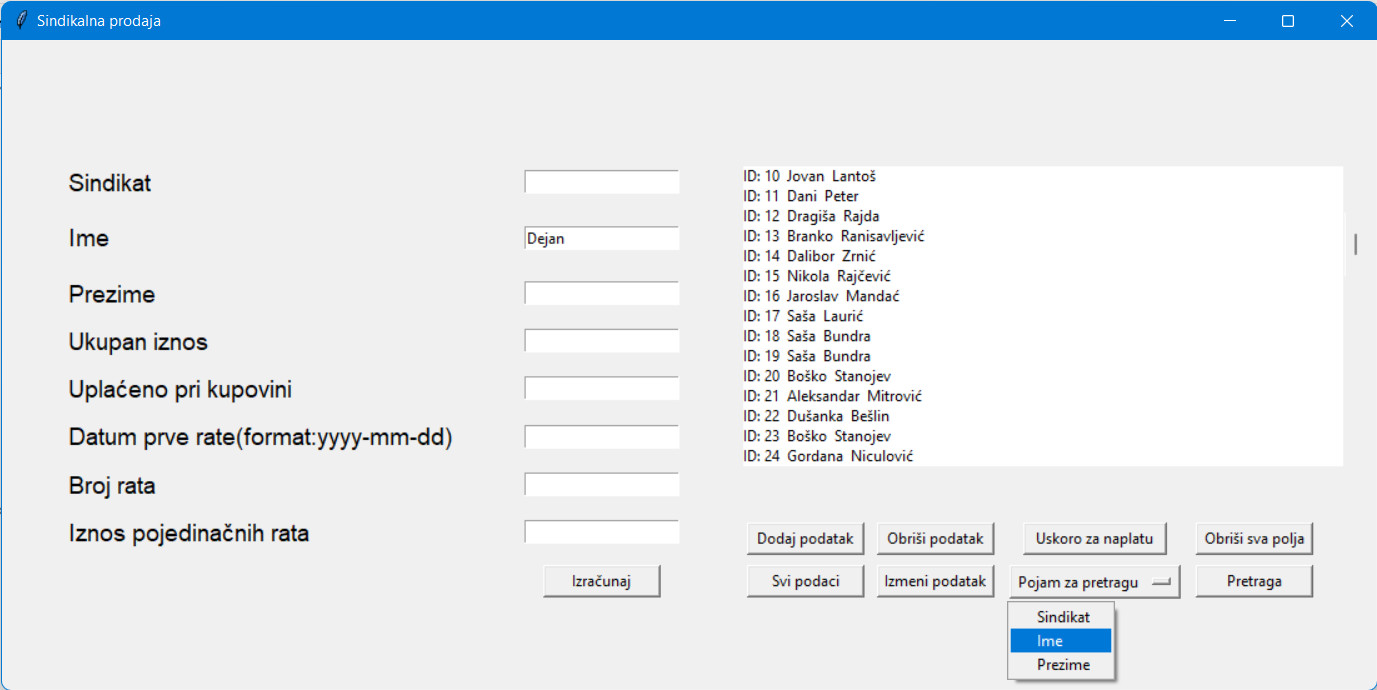 Sindikalna prodaja
Sindikat
Ime
Dejan
Prezime
Ukupan iznos
Uplaćeno pri kupovini
Datum prve rate(format:yyyy-mm-dd)
Broj rata
Iznos pojedinačnih rata
Izračunaj
ID: 10 Jovan Lantoš
ID: 11 Dani Peter
ID: 12 Dragiša Rajda
ID: 13 Branko Ranisavljević
ID: 14 Dalibor Zrnić
ID: 15 Nikola Rajčević
ID: 16 Jaroslav Mandać
ID: 17 Saša Laurić
ID: 18 Saša Bundra
ID: 19 Saša Bundra
ID: 20 Boško Stanojev
ID: 21 Aleksandar Mitrović
ID: 22 Dušanka Bešlin
ID: 23 Boško Stanojev
ID: 24 Gordana Niculović
Dodaj podatak Obriši podatak Uskoro za naplatu Obriši sva polja
Svi podaci Izmeni podatak Pojam za pretragu Pretraga
Sindikat
Ime
Prezime